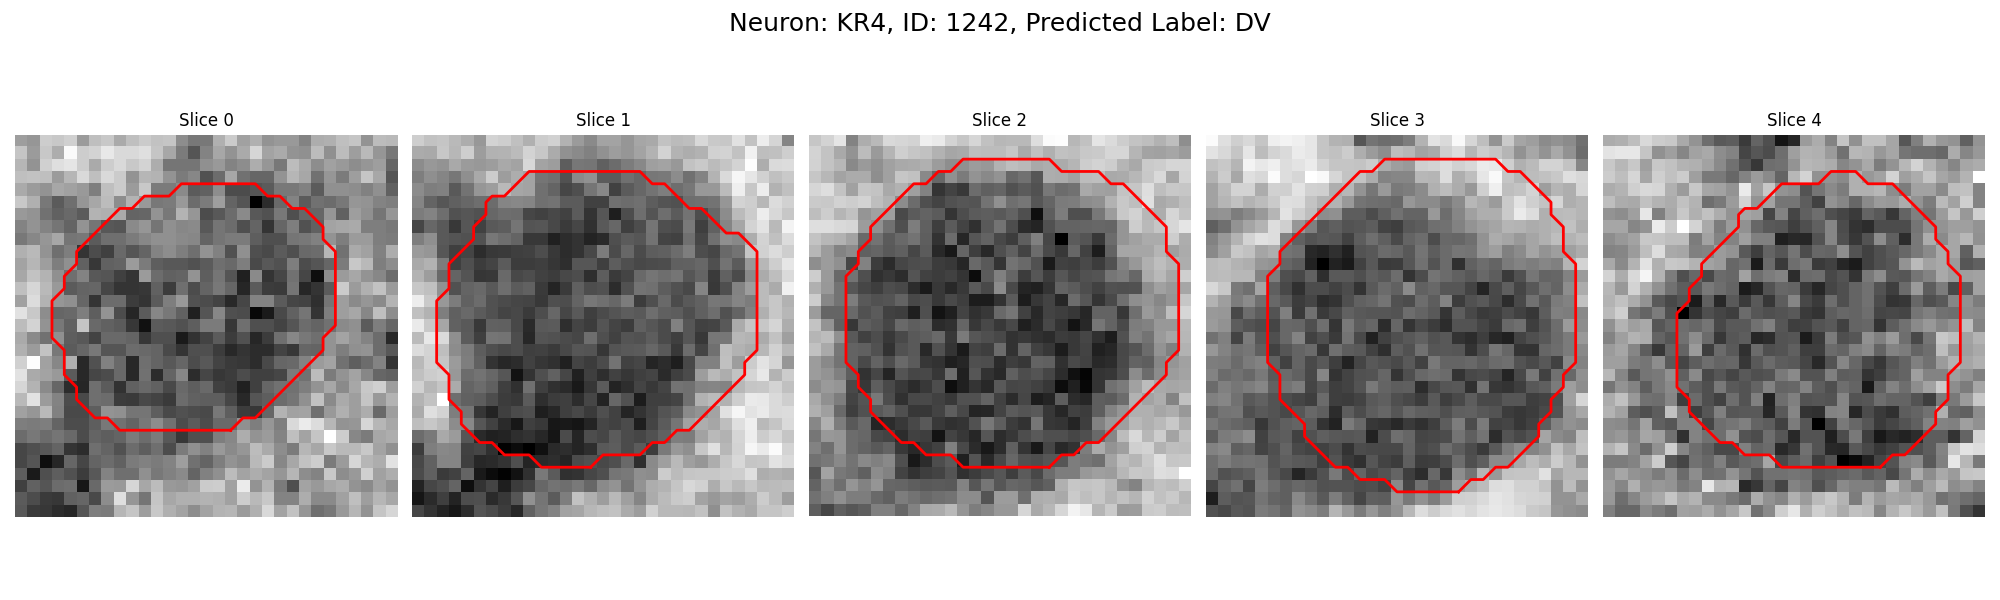 Neuron: KR4, ID: 1242, Predicted Label: DV
Slice 0
Slice 1
Slice 2
Slice 3
Slice 4